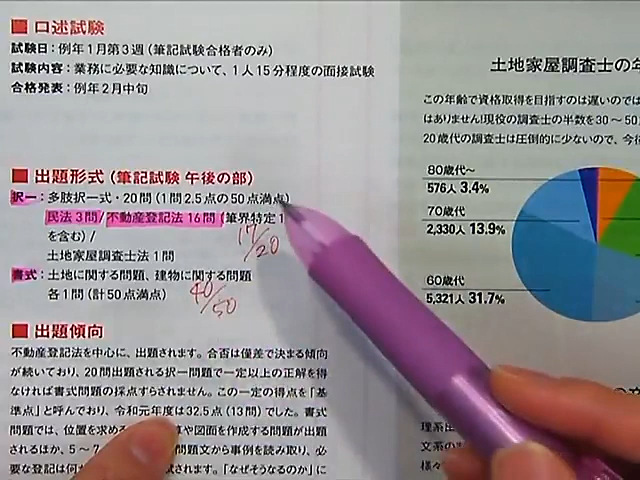 口述試験
試験日：例年1月第3週（筆記試験合格者のみ）
試験内容：業務に必要な知識について、1人15分程度の面接試験
合格発表：例年2月中旬
出題形式（筆記試験 午後の部）
択一：多肢択一式・20問（1問2.5点の50点満点）
民法3問/不動産登記法16問（筆界特定1
を含む）/
土地家屋調査士法1問
17/20
書式：土地に関する問題、建物に関する問題
各1問（計50点満点）
40/50
出題傾向
不動産登記法を中心に、出題されます。合否は僅差で決まる傾向
が続いており、20問出題される択一問題で一定以上の正解を得
なければ書式問題の採点すらされません。この一定の得点を「基
準点」と呼んでおり、令和元年度は32.5点（13問）でした。書式
問題では、位置を求める 算や図面を作成する問題が出題
されるほか、5～7 問題文から事例を読み取り、必
要な登記は何か 試されます。「なぜそうなるのか」に
土地家屋調査士の年
この年齢で資格取得を目指すのは遅いのでは
はありません！現役の調査士の半数を30～50
20歳代の調査士は圧倒的に少ないので、今後
80歳代～
576人 3.4%
70歳代
2,330人 13.9%
60歳代
5,321人 31.7%
理系出
文系の
様々